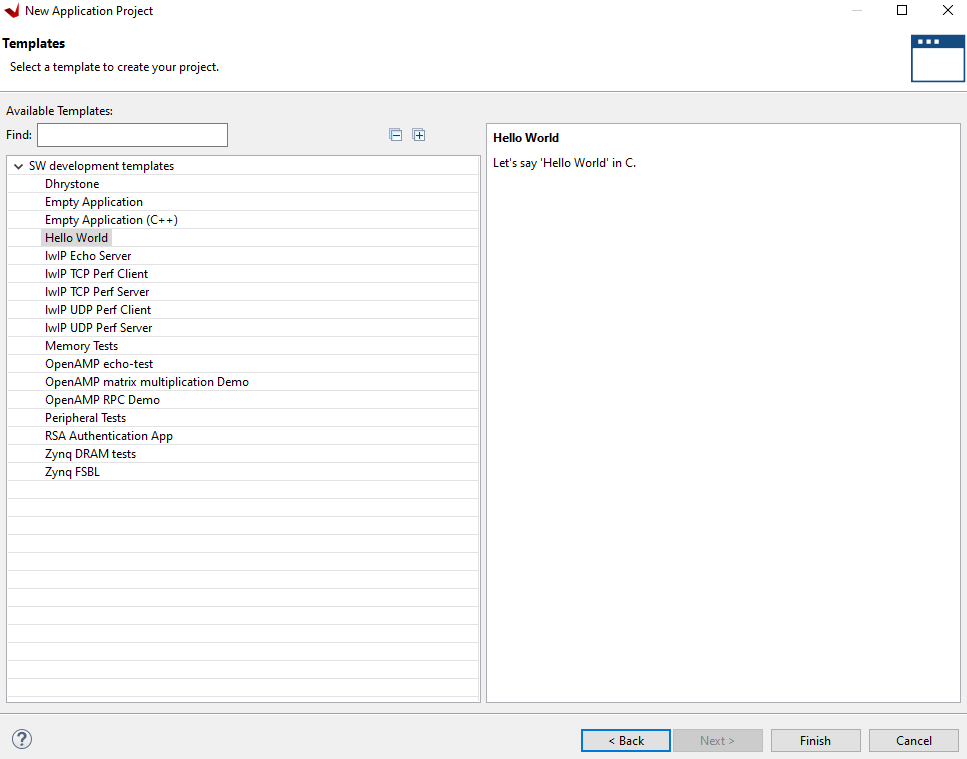 New Application Project
Templates
Select a template to create your project.
Available Templates:
Find:
SW development templates
Dhrystone
Empty Application
Empty Application (C++)
Hello World
lwIP Echo Server
lwIP TCP Perf Client
lwIP TCP Perf Server
lwIP UDP Perf Client
lwIP UDP Perf Server
Memory Tests
OpenAMP echo-test
OpenAMP matrix multiplication Demo
OpenAMP RPC Demo
Peripheral Tests
RSA Authentication App
Zynq DRAM tests
Zynq FSBL
Hello World
Let's say 'Hello World' in C.
?
< Back
Next >
Finish
Cancel